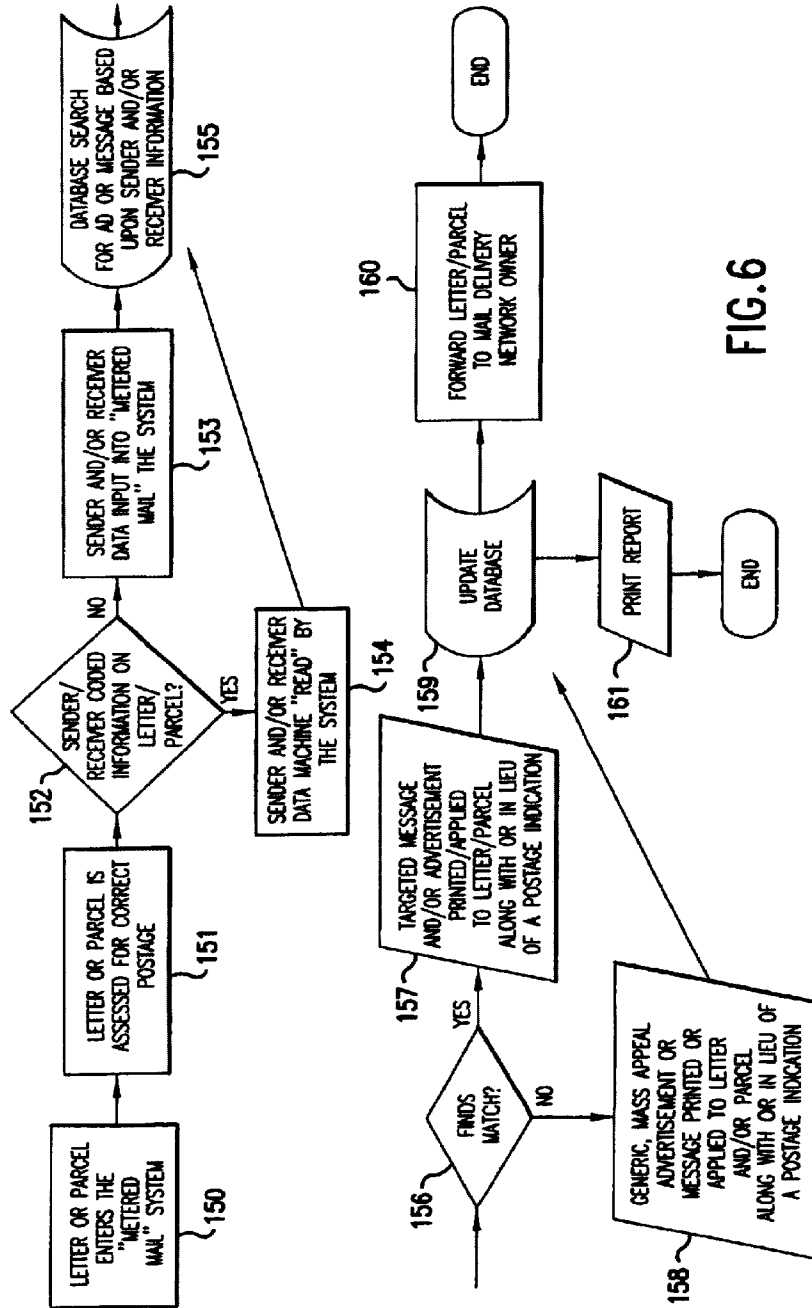 LETTER OR PARCEL
ENTERS THE
"METERED
MAIL" SYSTEM
150
LETTER OR PARCEL IS
ASSESSED FOR CORRECT
POSTAGE
151
152
SENDER/
RECEIVER CODED
INFORMATION ON
LETTER/
PARCEL?
NO
YES
SENDER AND/OR RECEIVER
DATA INPUT INTO "METERED
MAIL" THE SYSTEM
153
SENDER AND/OR RECEIVER
DATA MACHINE "READ" BY
THE SYSTEM
154
DATABASE SEARCH
FOR AD OR MESSAGE BASED
UPON SENDER AND/OR
RECEIVER INFORMATION
155
156
FINDS
MATCH?
YES
NO
157
TARGETED MESSAGE
AND/OR ADVERTISEMENT
PRINTED/APPLIED
TO LETTER/PARCEL
ALONG WITH OR IN LIEU
OF A POSTAGE INDICATION
158
GENERIC, MASS APPEAL
ADVERTISEMENT OR
MESSAGE PRINTED OR
APPLIED TO LETTER
AND/OR PARCEL
ALONG WITH OR IN LIEU OF
A POSTAGE INDICATION
159
UPDATE
DATABASE
160
FORWARD LETTER/PARCEL
TO MAIL DELIVERY
NETWORK OWNER
END
161
PRINT REPORT
END
FIG.6